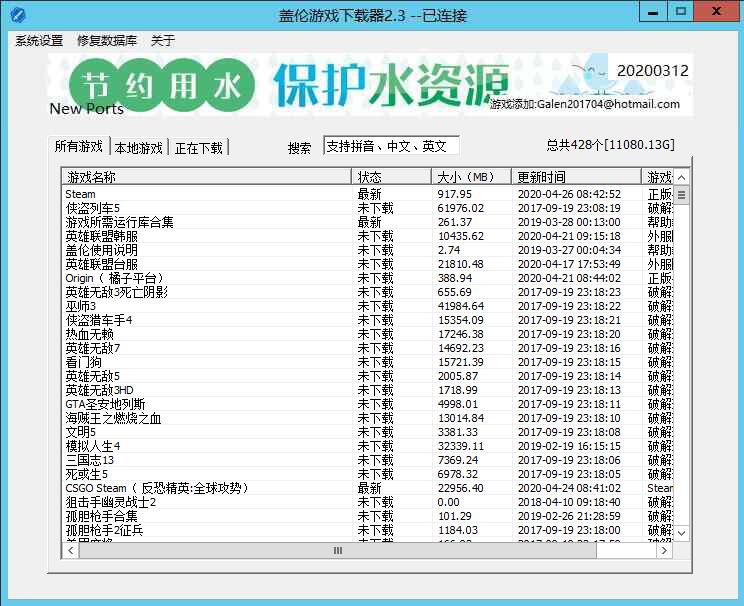 盖伦游戏下载器2.3 --已连接
系统设置 修复数据库 关于
节约用水 保护水资源 20200312
New Ports 游戏添加:Galen201704@hotmail.com
所有游戏 本地游戏 正在下载 搜索 支持拼音、中文、英文 总共428个[11080.13G]
游戏名称 状态 大小（MB） 更新时间 游戏
Steam 最新 917.95 2020-04-26 08:42:52 正版
侠盗列车5 未下载 61976.02 2019-09-19 23:08:19 破解
游戏所需运行库合集 最新 261.37 2019-03-28 00:13:00 帮助
英雄联盟韩服 未下载 10435.62 2020-04-21 09:15:18 外服
盖伦使用说明 未下载 2.74 2019-03-27 00:04:34 帮助
英雄联盟台服 未下载 21810.48 2020-04-17 17:53:49 外服
Origin（ 橘子平台） 未下载 388.94 2020-04-21 08:44:02 正版
英雄无敌3死亡阴影 未下载 655.69 2017-09-19 23:18:23 破解
巫师3 未下载 41984.64 2017-09-19 23:18:22 破解
侠盗猎车手4 未下载 15354.09 2017-09-19 23:18:21 破解
热血无赖 未下载 17246.38 2017-09-19 23:18:20 破解
英雄无敌7 未下载 14692.23 2017-09-19 23:18:16 破解
看门狗 未下载 15721.39 2017-09-19 23:18:15 破解
英雄无敌5 未下载 2005.87 2017-09-19 23:18:14 破解
英雄无敌3HD 未下载 1718.99 2017-09-19 23:18:13 破解
GTA圣安地列斯 未下载 4998.01 2017-09-19 23:18:11 破解
海贼王之燃烧之血 未下载 13014.84 2017-09-19 23:18:10 破解
文明5 未下载 3381.33 2017-09-19 23:18:08 破解
模拟人生4 未下载 32339.11 2019-02-19 16:15:15 破解
三国志13 未下载 7369.24 2017-09-19 23:18:06 破解
死或生5 未下载 6978.32 2017-09-19 23:18:05 破解
CSGO Steam（ 反恐精英:全球攻势） 最新 22956.40 2020-04-24 08:41:02 Steam
狙击手幽灵战士2 未下载 0.00 2018-04-10 09:18:40 破解
孤胆枪手合集 未下载 101.29 2019-02-26 21:28:59 破解
孤胆枪手2征兵 未下载 1184.03 2017-09-19 23:18:00 破解